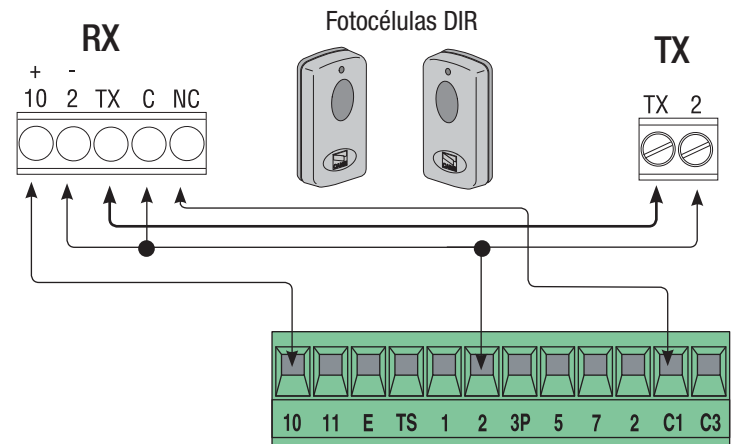 Fotocélulas DIR
RX
TX
+ -
10 2 TX C NC
TX 2
10 11 E TS 1 2 3P 5 7 2 C1 C3